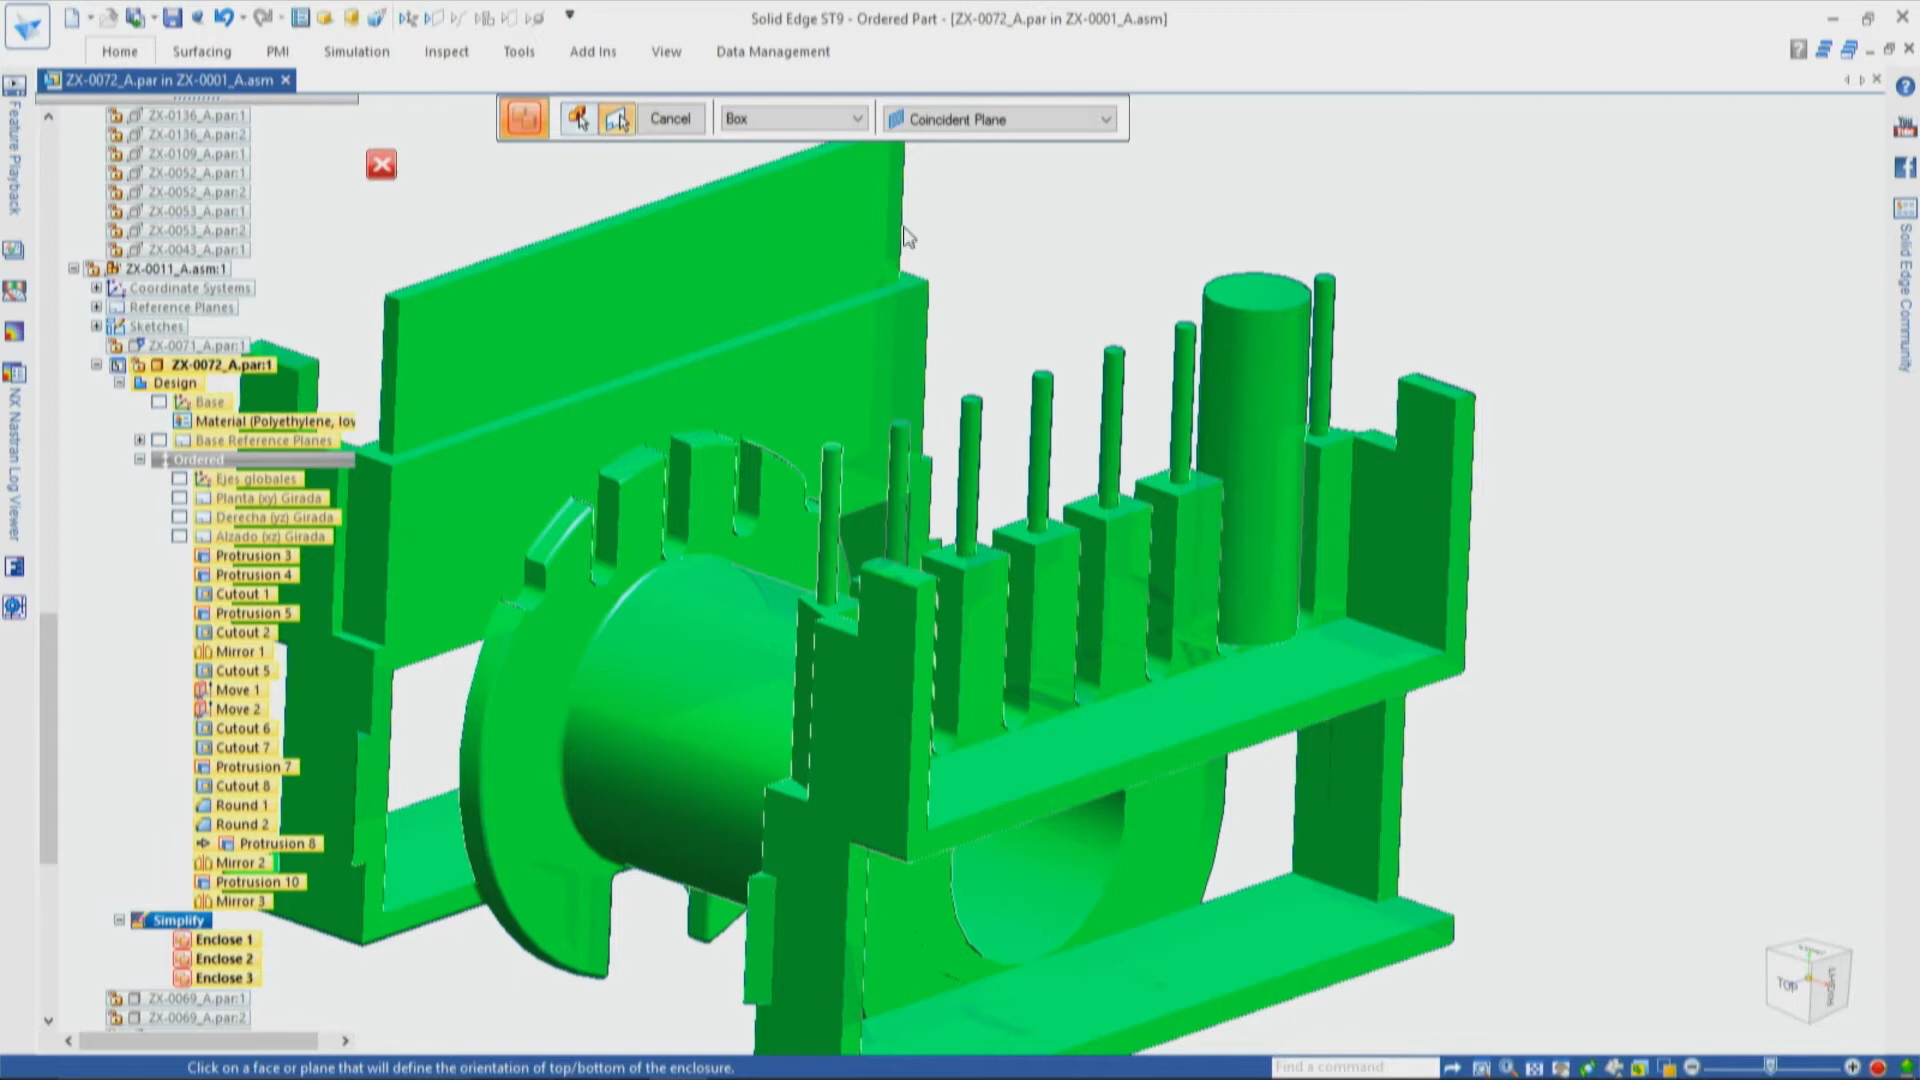 Solid Edge ST9 - Ordered Part - [ZX-0072_A.par in ZX-0001_A.asm]
Home Surfacing PMI Simulation Inspect Tools Add Ins View Data Management
ZX-0072_A.par in ZX-0001_A.asm
Cancel Box Coincident Plane
Feature Playback
NX Nastran Log Viewer
ZX-0136_A.par:1
ZX-0136_A.par:2
ZX-0109_A.par:1
ZX-0052_A.par:1
ZX-0052_A.par:2
ZX-0053_A.par:1
ZX-0053_A.par:2
ZX-0043_A.par:1
ZX-0011_A.asm:1
Coordinate Systems
Reference Planes
Sketches
ZX-0071_A.par:1
ZX-0072_A.par:1
Design
Base
Material (Polyethylene, lov
Base Reference Planes
Ordered
Ejes globales
Planta (xy) Girada
Derecha (yz) Girada
Alzado (xz) Girada
Protrusion 3
Protrusion 4
Cutout 1
Protrusion 5
Cutout 2
Mirror 1
Cutout 5
Move 1
Move 2
Cutout 6
Cutout 7
Protrusion 7
Cutout 8
Round 1
Round 2
Protrusion 8
Mirror 2
Protrusion 10
Mirror 3
Simplify
Enclose 1
Enclose 2
Enclose 3
ZX-0069_A.par:1
ZX-0069_A.par:2
You
Tube
Solid Edge Community
TOP
Click on a face or plane that will define the orientation of top/bottom of the enclosure.
Find a command